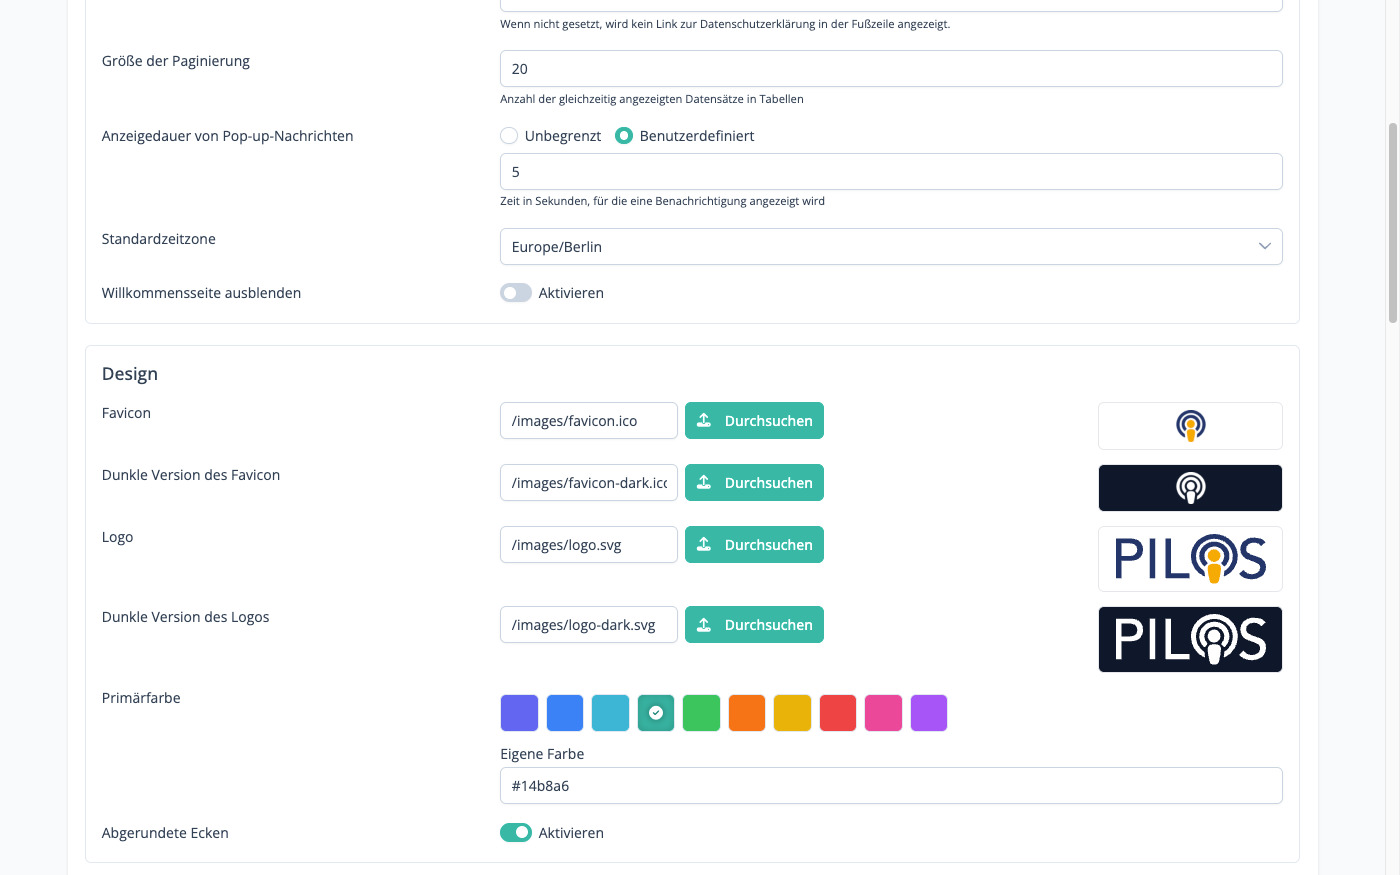 Wenn nicht gesetzt, wird kein Link zur Datenschutzerklärung in der Fußzeile angezeigt.
Größe der Paginierung
20
Anzahl der gleichzeitig angezeigten Datensätze in Tabellen
Anzeigedauer von Pop-up-Nachrichten
Unbegrenzt
Benutzerdefiniert
5
Zeit in Sekunden, für die eine Benachrichtigung angezeigt wird
Standardzeitzone
Europe/Berlin
Willkommensseite ausblenden
Aktivieren
Design
Favicon
/images/favicon.ico
Durchsuchen
Dunkle Version des Favicon
/images/favicon-dark.ico
Durchsuchen
Logo
/images/logo.svg
Durchsuchen
PILOS
Dunkle Version des Logos
/images/logo-dark.svg
Durchsuchen
PILOS
Primärfarbe
Eigene Farbe
#14b8a6
Abgerundete Ecken
Aktivieren